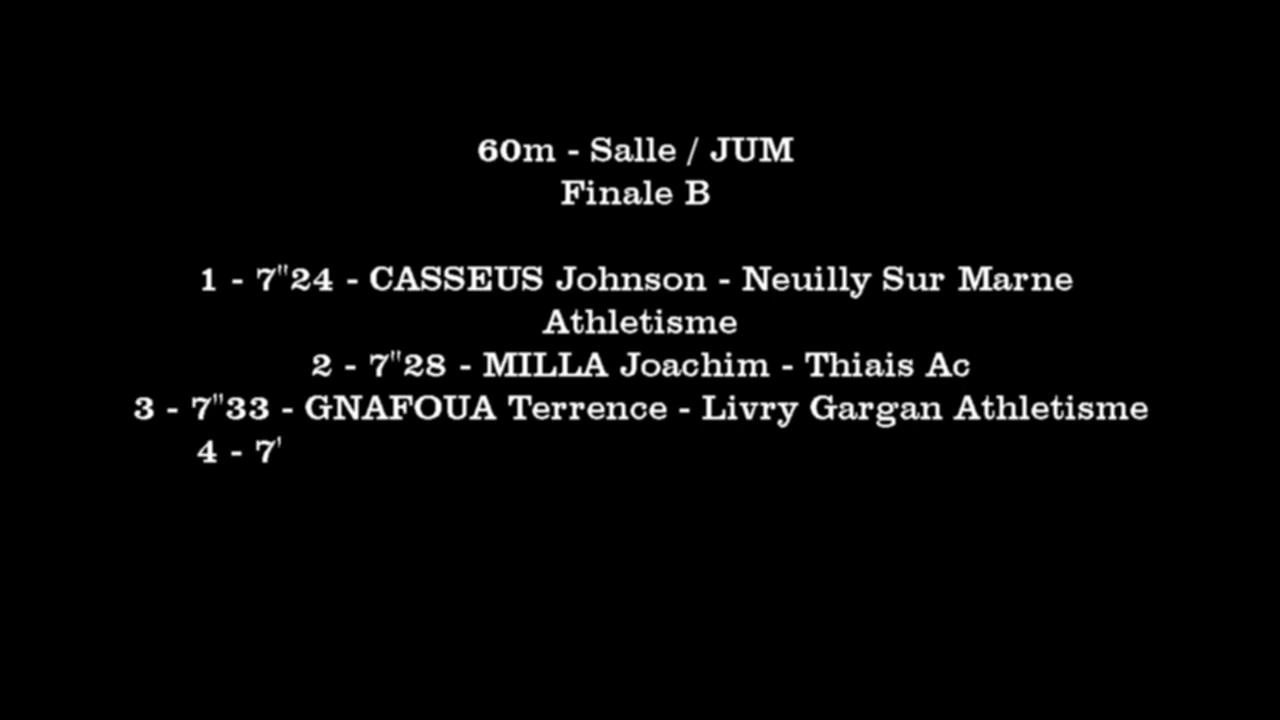 60m - Salle / JUM
Finale B
1 - 7"24 - CASSEUS Johnson - Neuilly Sur Marne
Athletisme
2 - 7"28 - MILLA Joachim - Thiais Ac
3 - 7"33 - GNAFOUA Terrence - Livry Gargan Athletisme
4 - 7'